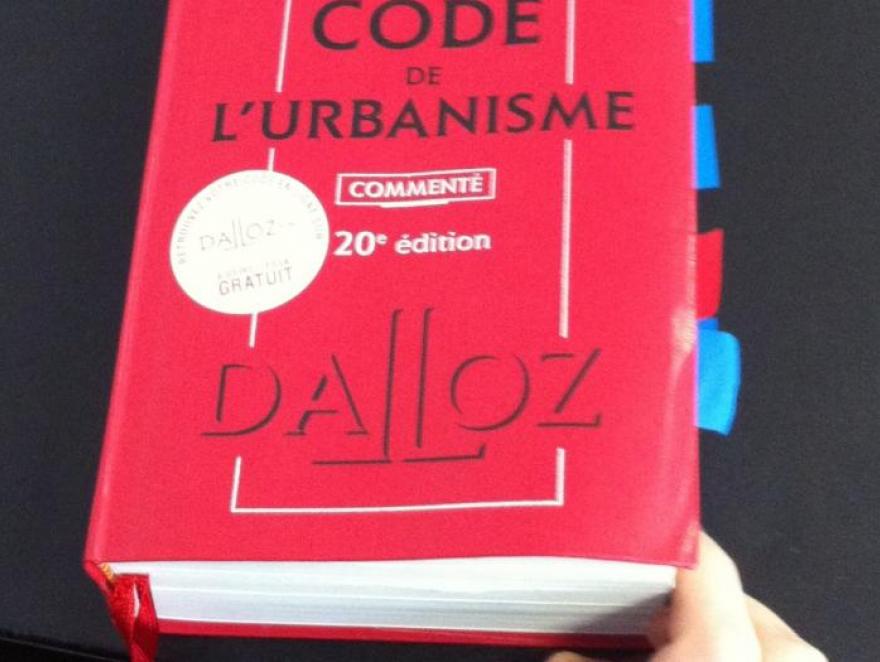 CODE
DE
L'URBANISME
COMMENTÉ
20e édition
DALLOZ
GRATUIT
DALLOZ